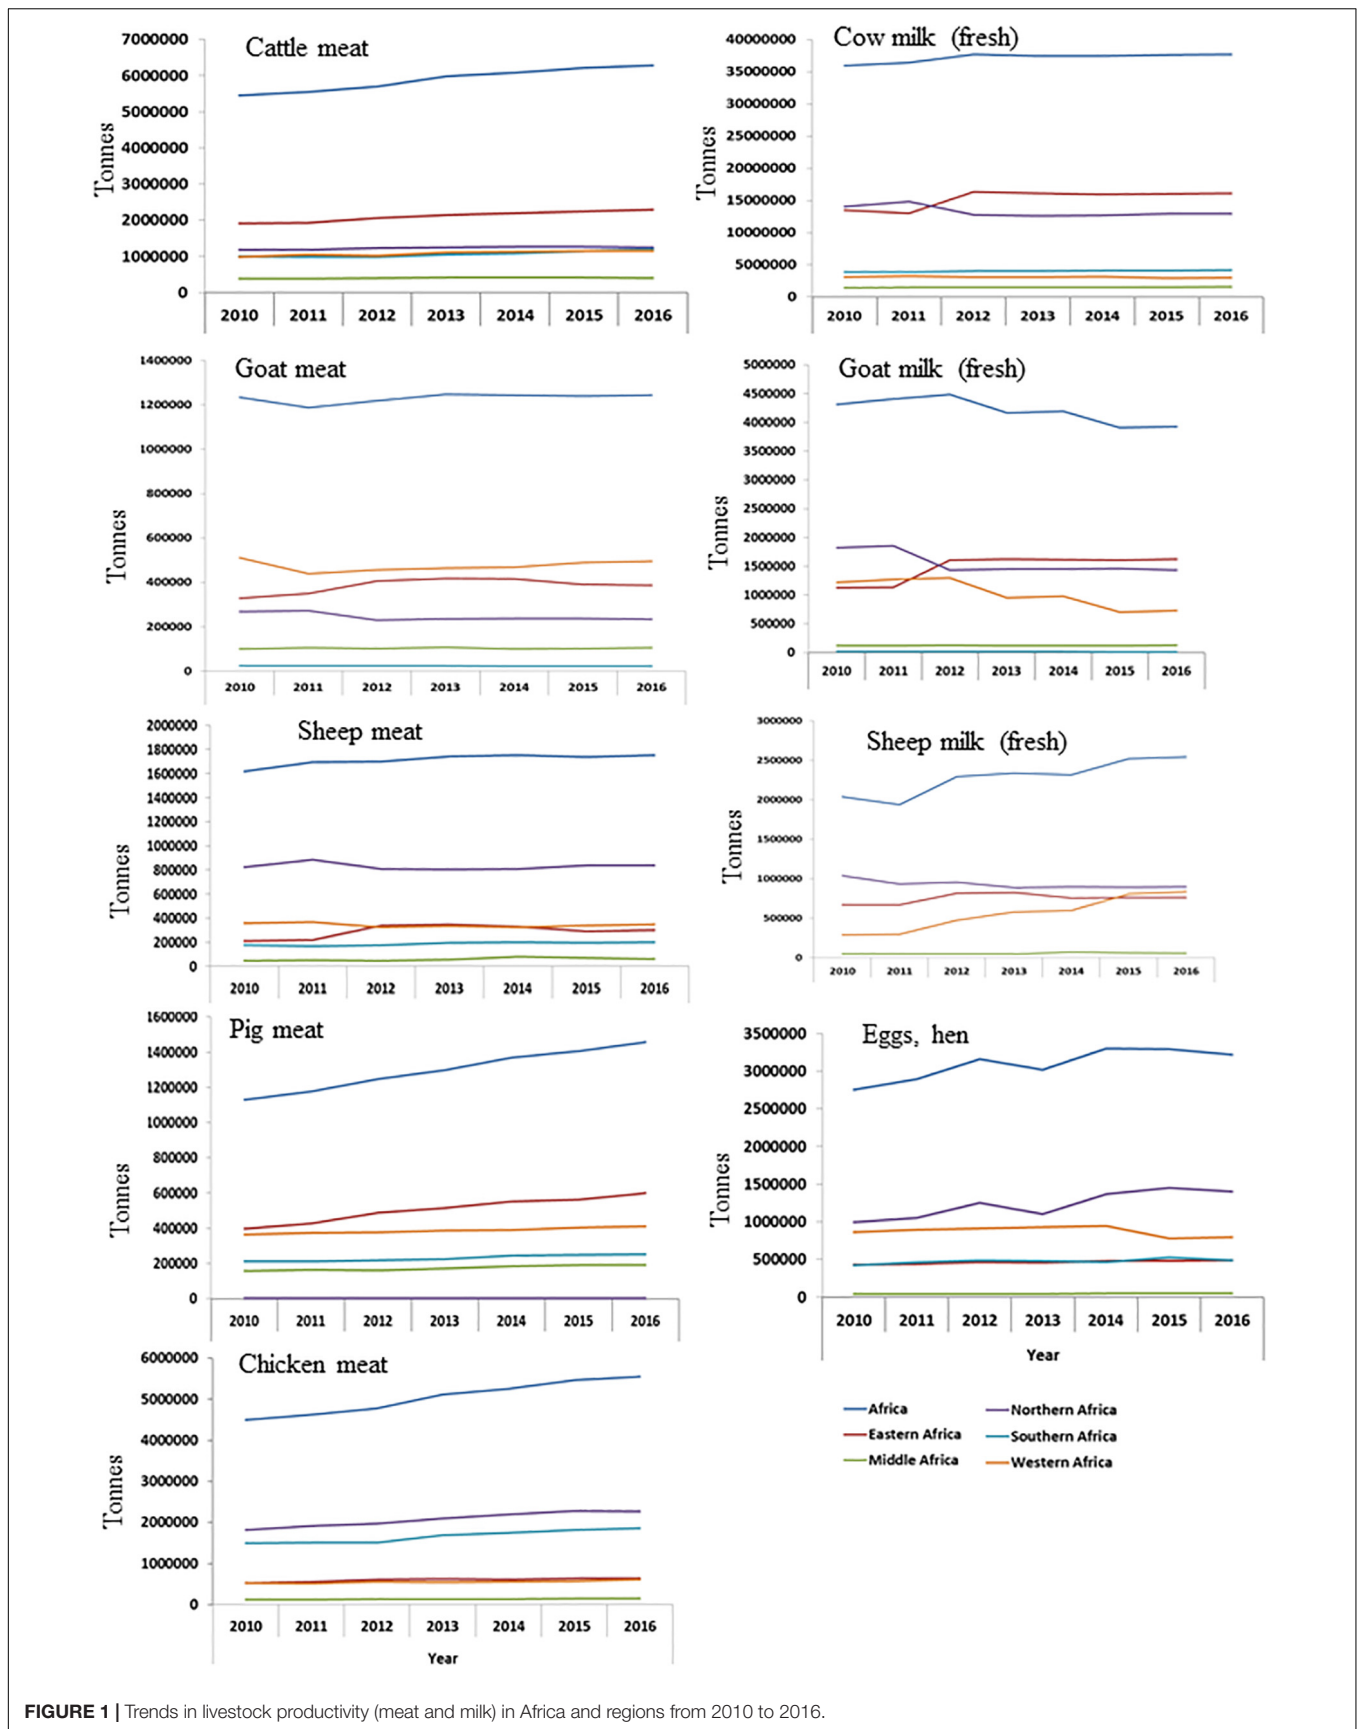 Cattle meat
Tonnes
7000000
6000000
5000000
4000000
3000000
2000000
1000000
0
2010 2011 2012 2013 2014 2015 2016
Cow milk (fresh)
Tonnes
40000000
35000000
30000000
25000000
20000000
15000000
10000000
5000000
0
2010 2011 2012 2013 2014 2015 2016
Goat meat
Tonnes
1400000
1200000
1000000
800000
600000
400000
200000
0
2010 2011 2012 2013 2014 2015 2016
Goat milk (fresh)
Tonnes
5000000
4500000
4000000
3500000
3000000
2500000
2000000
1500000
1000000
500000
0
2010 2011 2012 2013 2014 2015 2016
Sheep meat
Tonnes
2000000
1800000
1600000
1400000
1200000
1000000
800000
600000
400000
200000
0
2010 2011 2012 2013 2014 2015 2016
Sheep milk (fresh)
Tonnes
3000000
2500000
2000000
1500000
1000000
500000
0
2010 2011 2012 2013 2014 2015 2016
Pig meat
Tonnes
1600000
1400000
1200000
1000000
800000
600000
400000
200000
0
2010 2011 2012 2013 2014 2015 2016
Eggs, hen
Tonnes
3500000
3000000
2500000
2000000
1500000
1000000
500000
0
2010 2011 2012 2013 2014 2015 2016
Year
Chicken meat
Tonnes
6000000
5000000
4000000
3000000
2000000
1000000
0
2010 2011 2012 2013 2014 2015 2016
Year
Africa Northern Africa
Eastern Africa Southern Africa
Middle Africa Western Africa
FIGURE 1 | Trends in livestock productivity (meat and milk) in Africa and regions from 2010 to 2016.